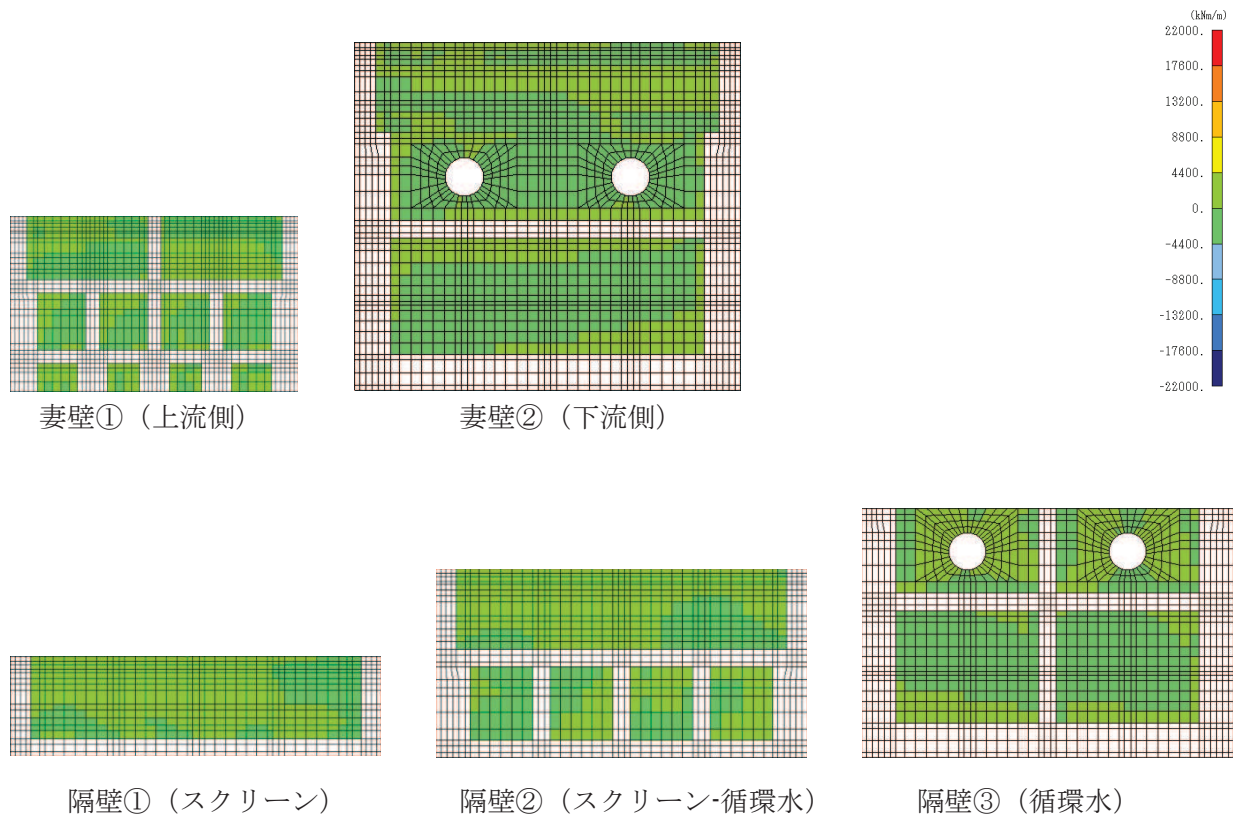 (kNm/m)
22000.
17600.
13200.
8800.
4400.
0.
-4400.
-8800.
-13200.
-17600.
-22000.
妻壁①（上流側）
妻壁②（下流側）
隔壁①（スクリーン）
隔壁②（スクリーン-循環水）
隔壁③（循環水）